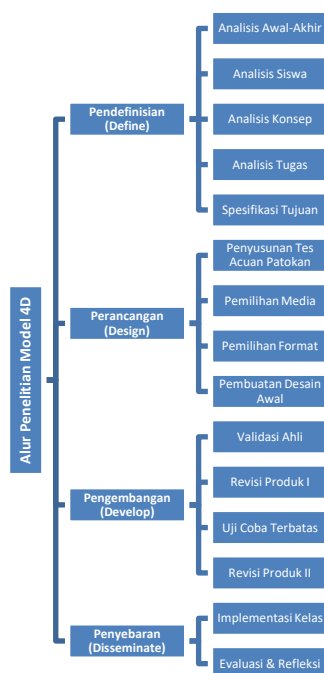 Alur Penelitian Model 4D
Pendefinisian
(Define)
Analisis Awal-Akhir
Analisis Siswa
Analisis Konsep
Analisis Tugas
Spesifikasi Tujuan
Perancangan
(Design)
Penyusunan Tes
Acuan Patokan
Pemilihan Media
Pemilihan Format
Pembuatan Desain
Awal
Pengembangan
(Develop)
Validasi Ahli
Revisi Produk I
Uji Coba Terbatas
Revisi Produk II
Penyebaran
(Disseminate)
Implementasi Kelas
Evaluasi & Refleksi